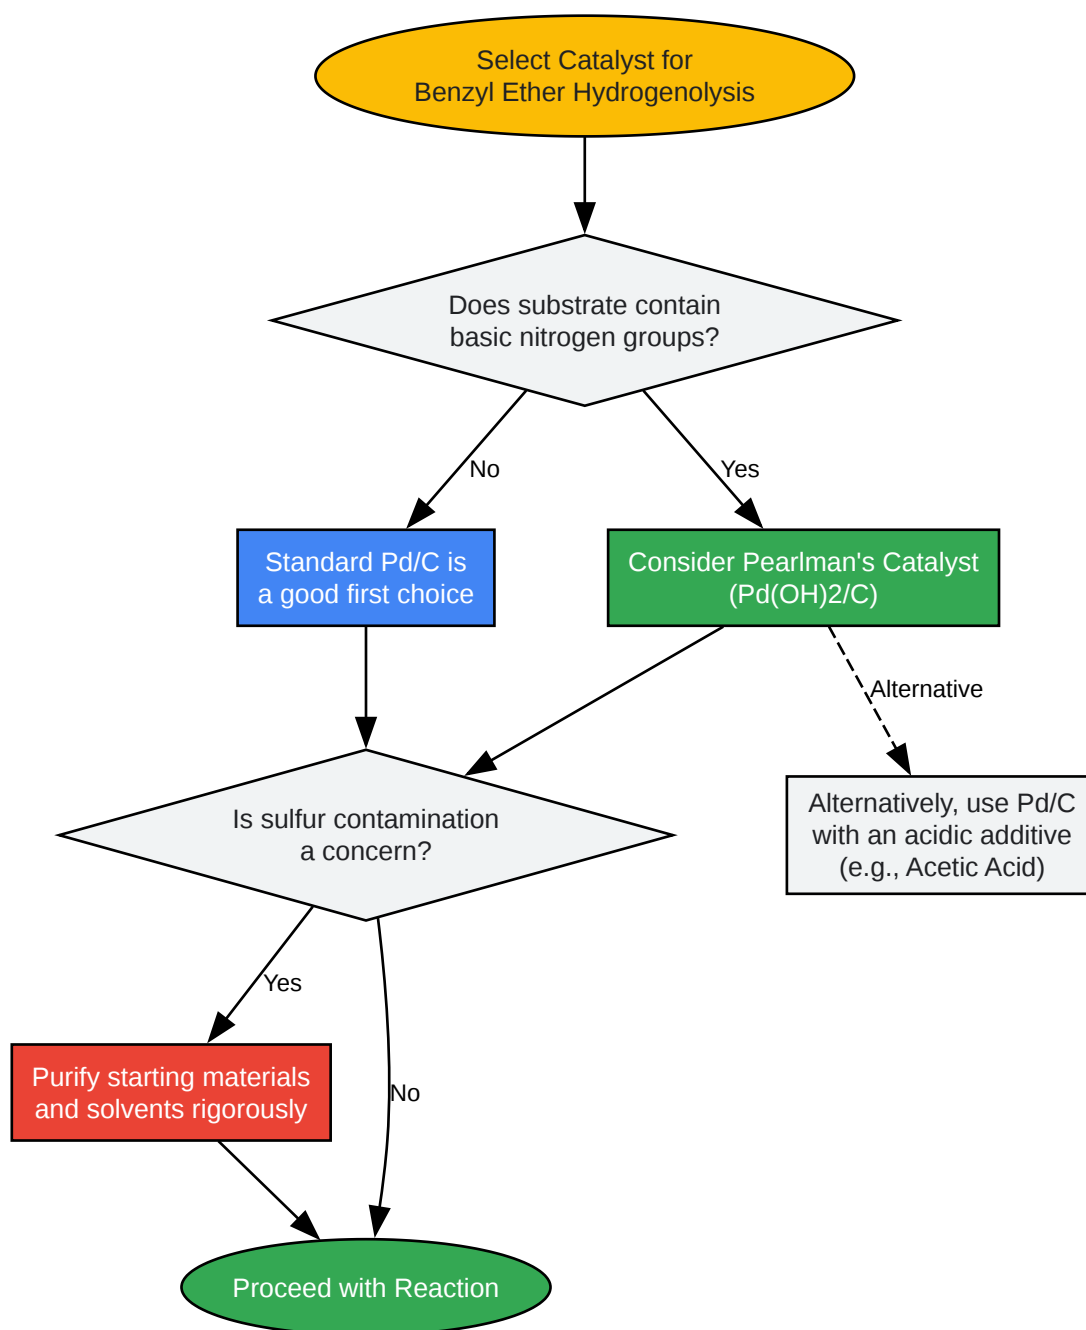 Select Catalyst for
Benzyl Ether Hydrogenolysis
Does substrate contain
basic nitrogen groups?
No
Yes
Standard Pd/C is
a good first choice
Consider Pearlman's Catalyst
(Pd(OH)2/C)
Alternative
Is sulfur contamination
a concern?
Alternatively, use Pd/C
with an acidic additive
(e.g., Acetic Acid)
Yes
Purify starting materials
and solvents rigorously
No
Proceed with Reaction